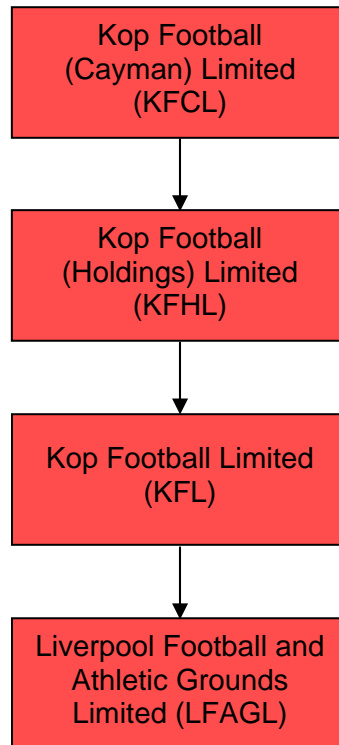 Kop Football
(Cayman) Limited
(KFCL)
Kop Football
(Holdings) Limited
(KFHL)
Kop Football Limited
(KFL)
Liverpool Football and
Athletic Grounds
Limited (LFAGL)